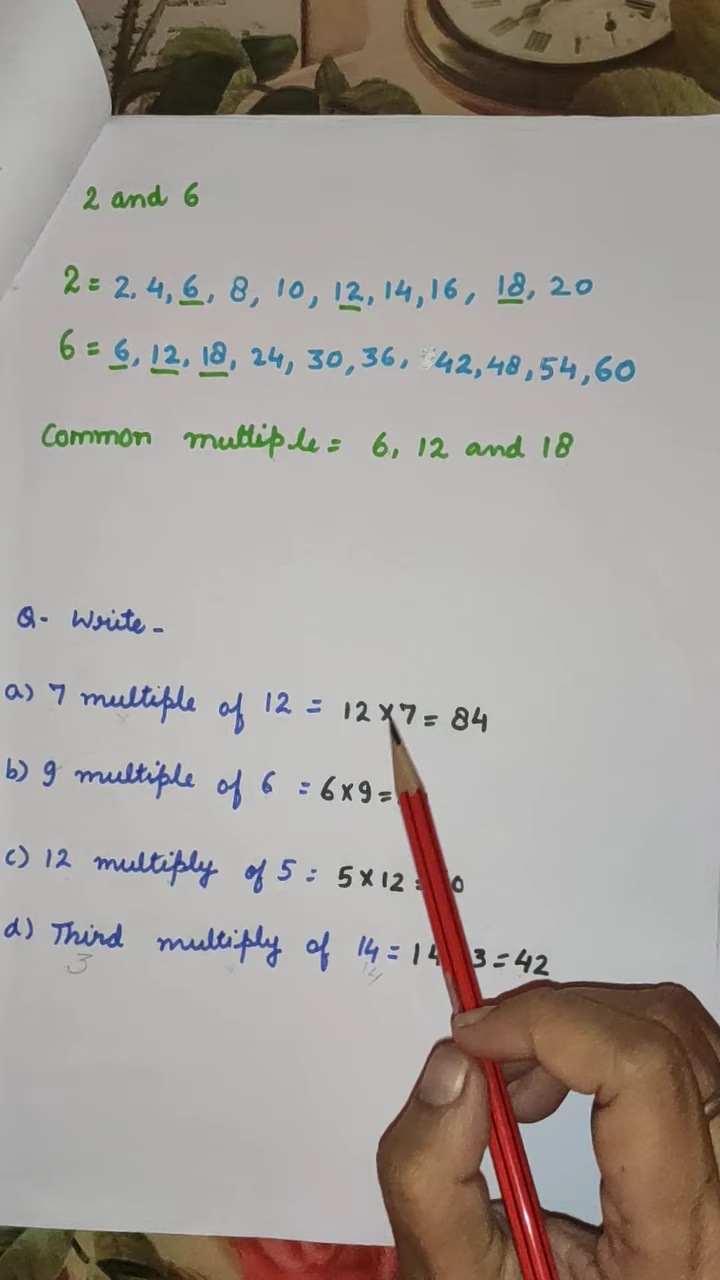 2 and 6
2 = 2, 4, 6, 8, 10, 12, 14, 16, 18, 20
6 = 6, 12, 18, 24, 30, 36, 42, 48, 54, 60
Common multiple = 6, 12 and 18
Q- Write -
a) 7 multiple of 12 = 12 x 7 = 84
b) 9 multiple of 6 = 6 x 9 =
c) 12 multiply of 5 = 5 x 12 = 0
d) Third multiply of 14 = 14 3 = 42
3 14